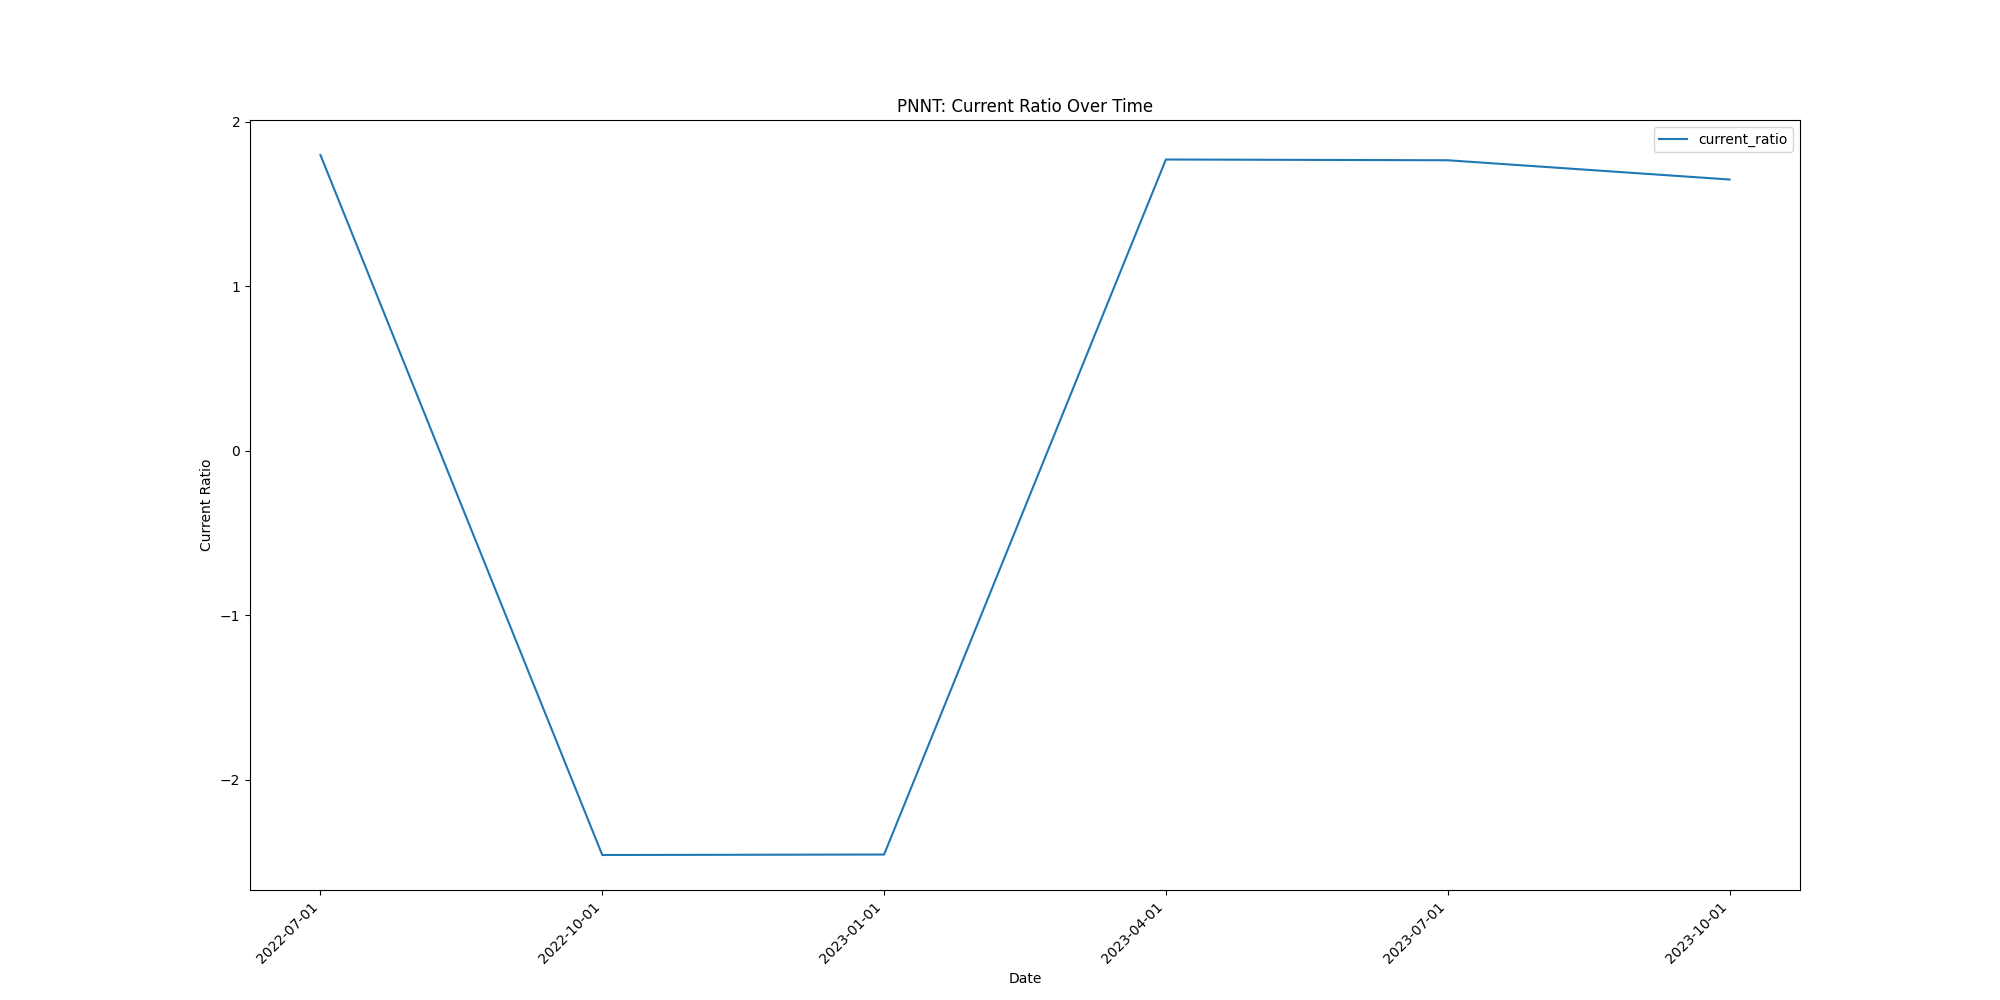 PNNT: Current Ratio Over Time
current_ratio
Current Ratio
2
1
0
−1
−2
2022-07-01
2022-10-01
2023-01-01
2023-04-01
2023-07-01
2023-10-01
Date